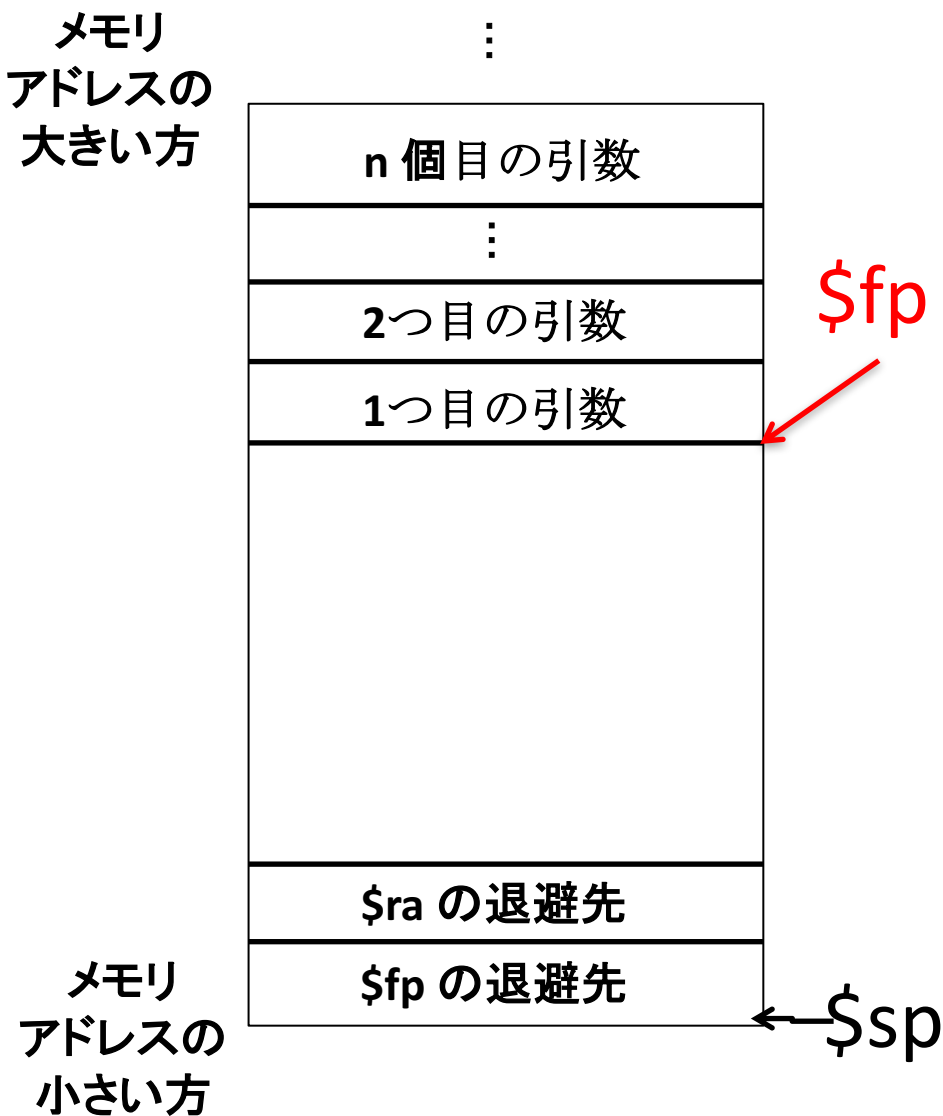 メモリ
アドレスの
大きい方
⋮
n 個目の引数
⋮
2つ目の引数
$fp
1つ目の引数
$ra の退避先
$fp の退避先
メモリ
アドレスの
小さい方
$sp